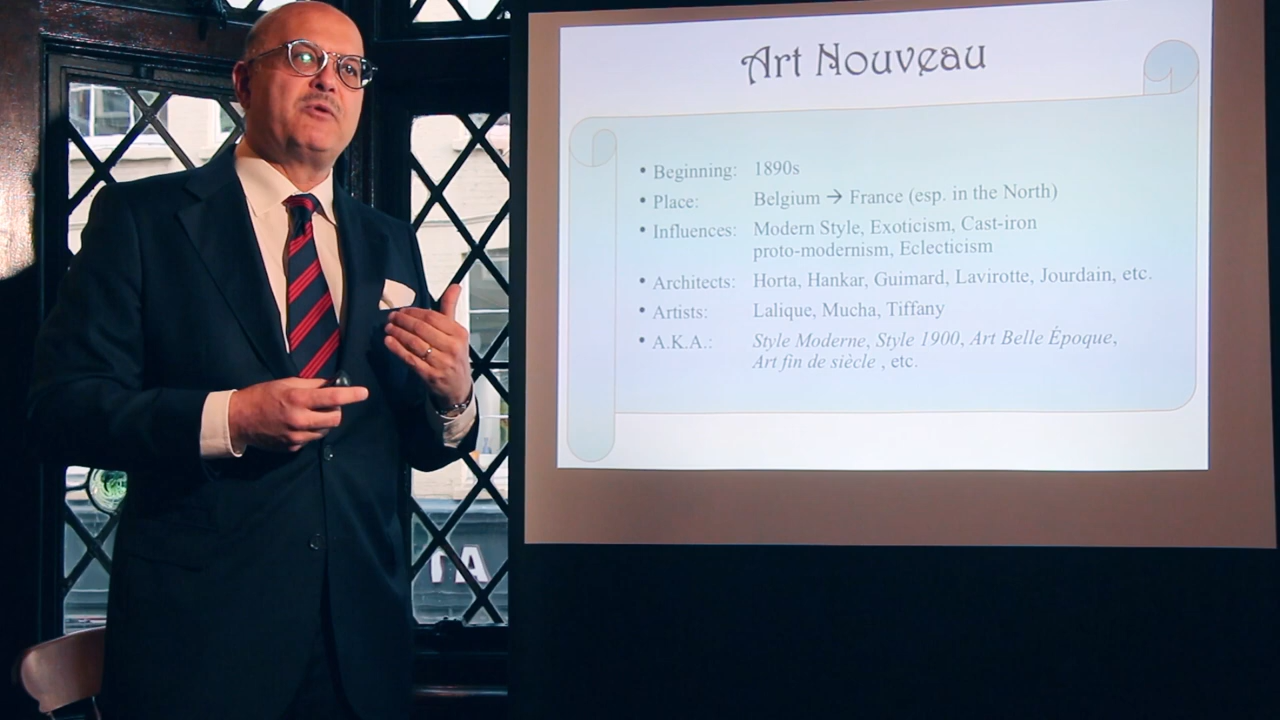 Art Nouveau
• Beginning: 1890s
• Place: Belgium → France (esp. in the North)
• Influences: Modern Style, Exoticism, Cast-iron
proto-modernism, Eclecticism
• Architects: Horta, Hankar, Guimard, Lavirotte, Jourdain, etc.
• Artists: Lalique, Mucha, Tiffany
• A.K.A.: Style Moderne, Style 1900, Art Belle Époque,
Art fin de siècle , etc.